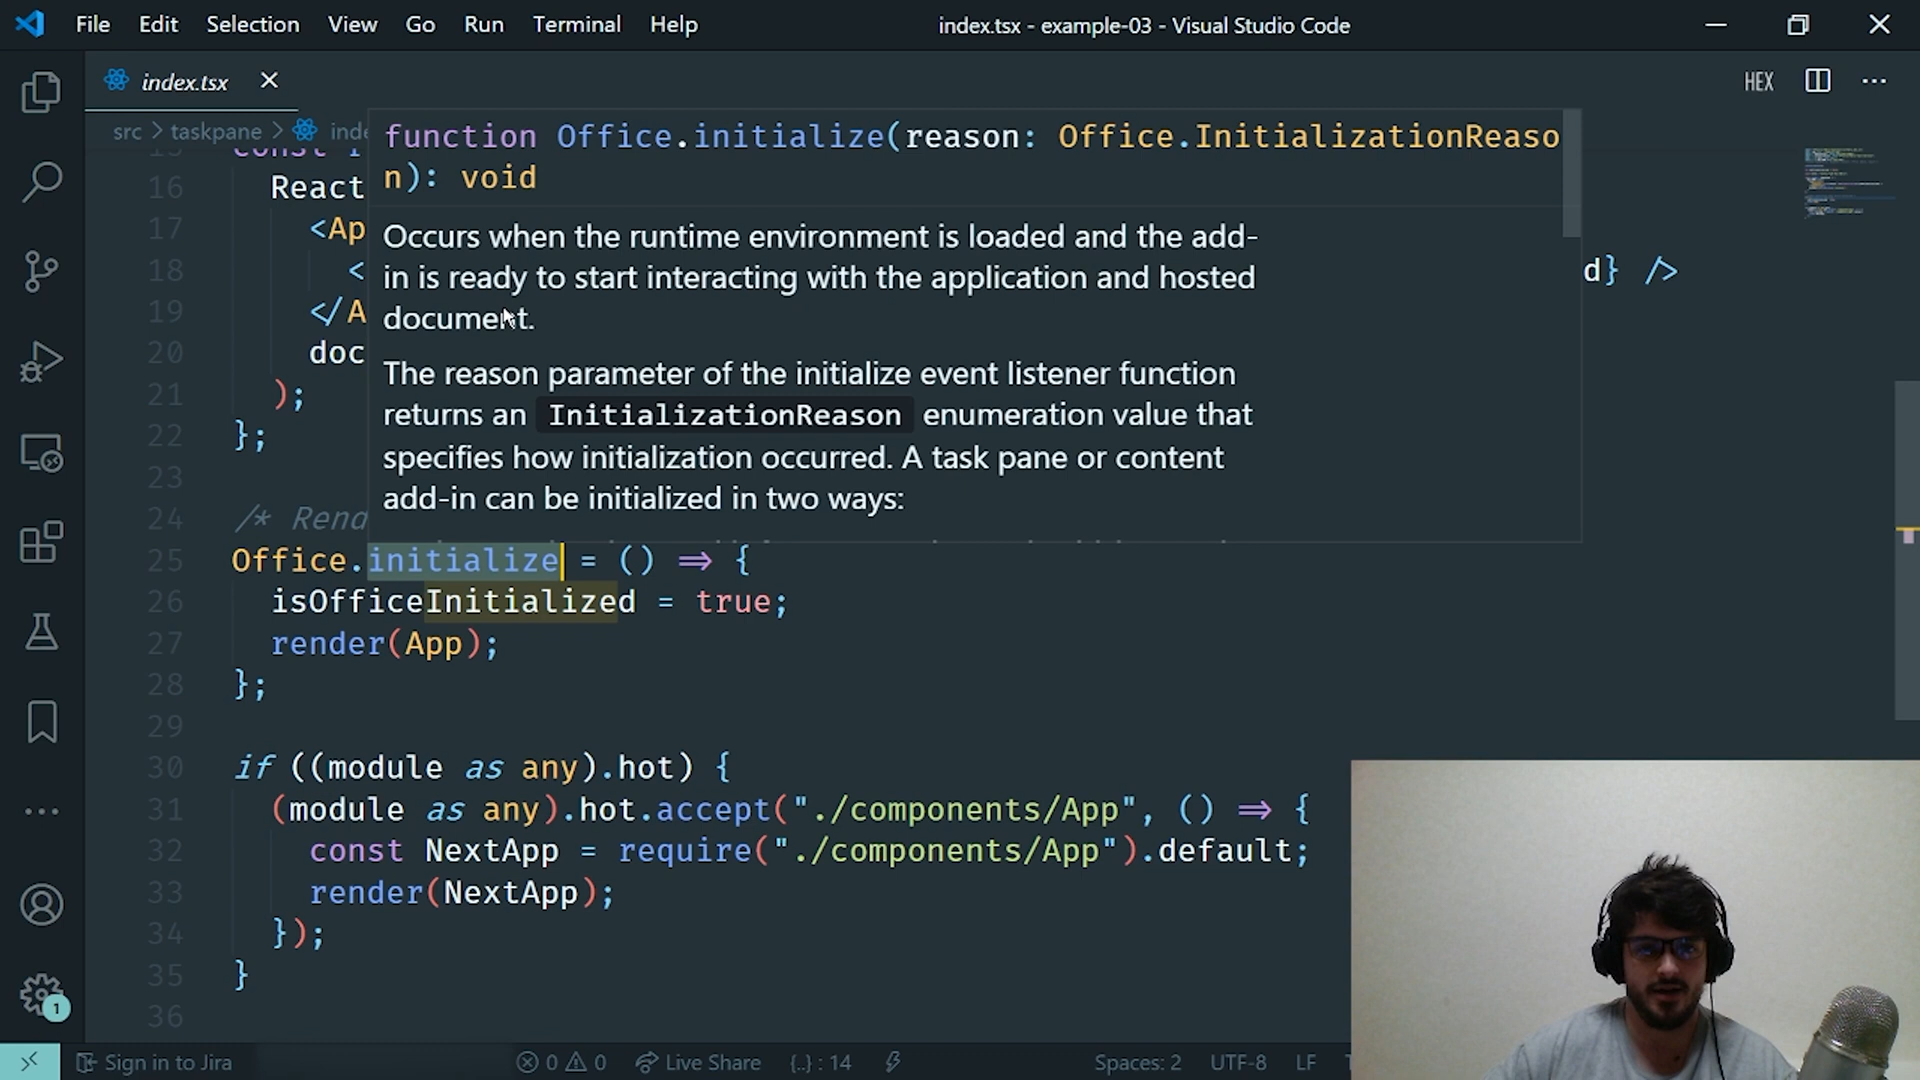 File Edit Selection View Go Run Terminal Help
index.tsx - example-03 - Visual Studio Code
index.tsx
HEX
src > taskpane >
function Office.initialize(reason: Office.InitializationReaso
n): void
Occurs when the runtime environment is loaded and the add-
in is ready to start interacting with the application and hosted
document.
The reason parameter of the initialize event listener function
returns an InitializationReason enumeration value that
specifies how initialization occurred. A task pane or content
add-in can be initialized in two ways:
16 React
17 <Ap
18 < d} />
19 </A
20 doc
21 );
22 };
23
24 /* Rend
25 Office.initialize = () => {
26 isOfficeInitialized = true;
27 render(App);
28 };
29
30 if ((module as any).hot) {
31 (module as any).hot.accept("./components/App", () => {
32 const NextApp = require("./components/App").default;
33 render(NextApp);
34 });
35 }
36
1
Sign in to Jira 0 0 Live Share {..} : 14 Spaces: 2 UTF-8 LF